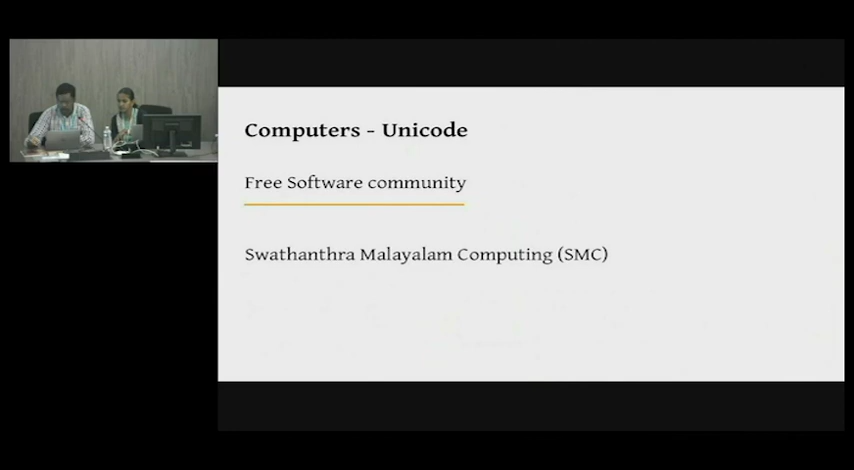 Computers - Unicode
Free Software community
Swathanthra Malayalam Computing (SMC)